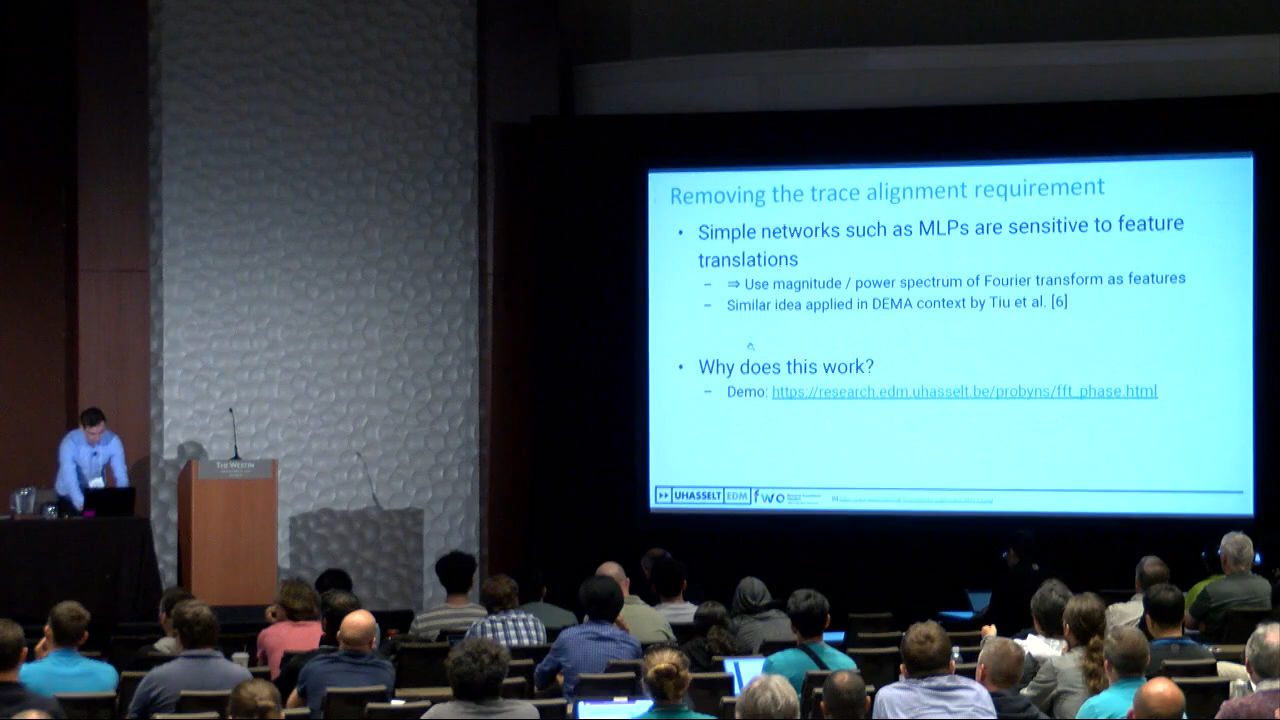 THE WESTIN
Removing the trace alignment requirement
• Simple networks such as MLPs are sensitive to feature
translations
– ⇒ Use magnitude / power spectrum of Fourier transform as features
– Similar idea applied in DEMA context by Tiu et al. [6]
• Why does this work?
– Demo: https://research.edm.uhasselt.be/probyns/fft_phase.html
UHASSELT EDM fwo